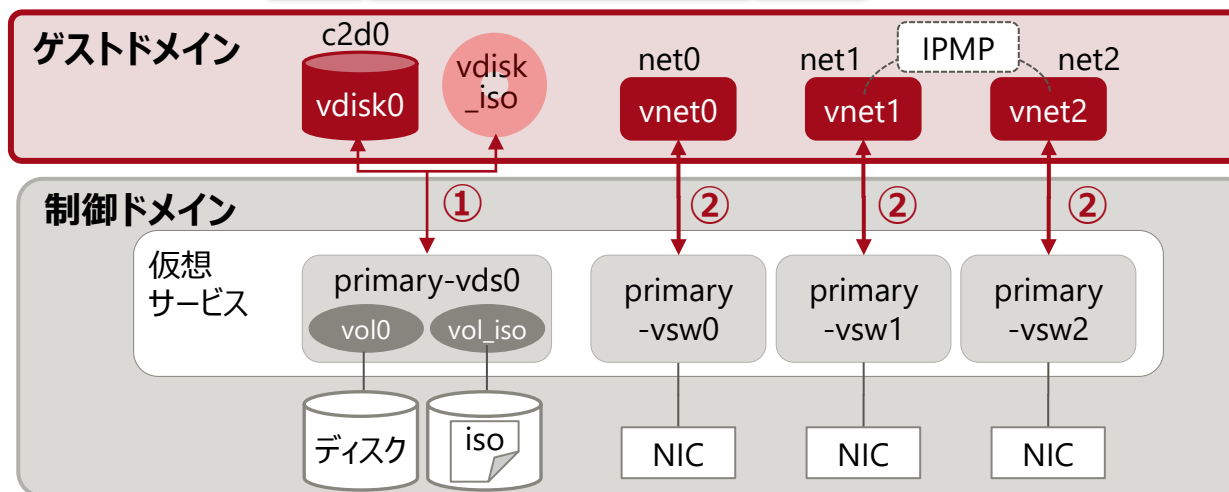 ゲストドメイン
c2d0
vdisk0
vdisk
_iso
net0
vnet0
net1
vnet1
IPMP
net2
vnet2
①
②
②
②
制御ドメイン
仮想
サービス
primary-vds0
vol0
vol_iso
primary
-vsw0
primary
-vsw1
primary
-vsw2
ディスク
iso
NIC
NIC
NIC